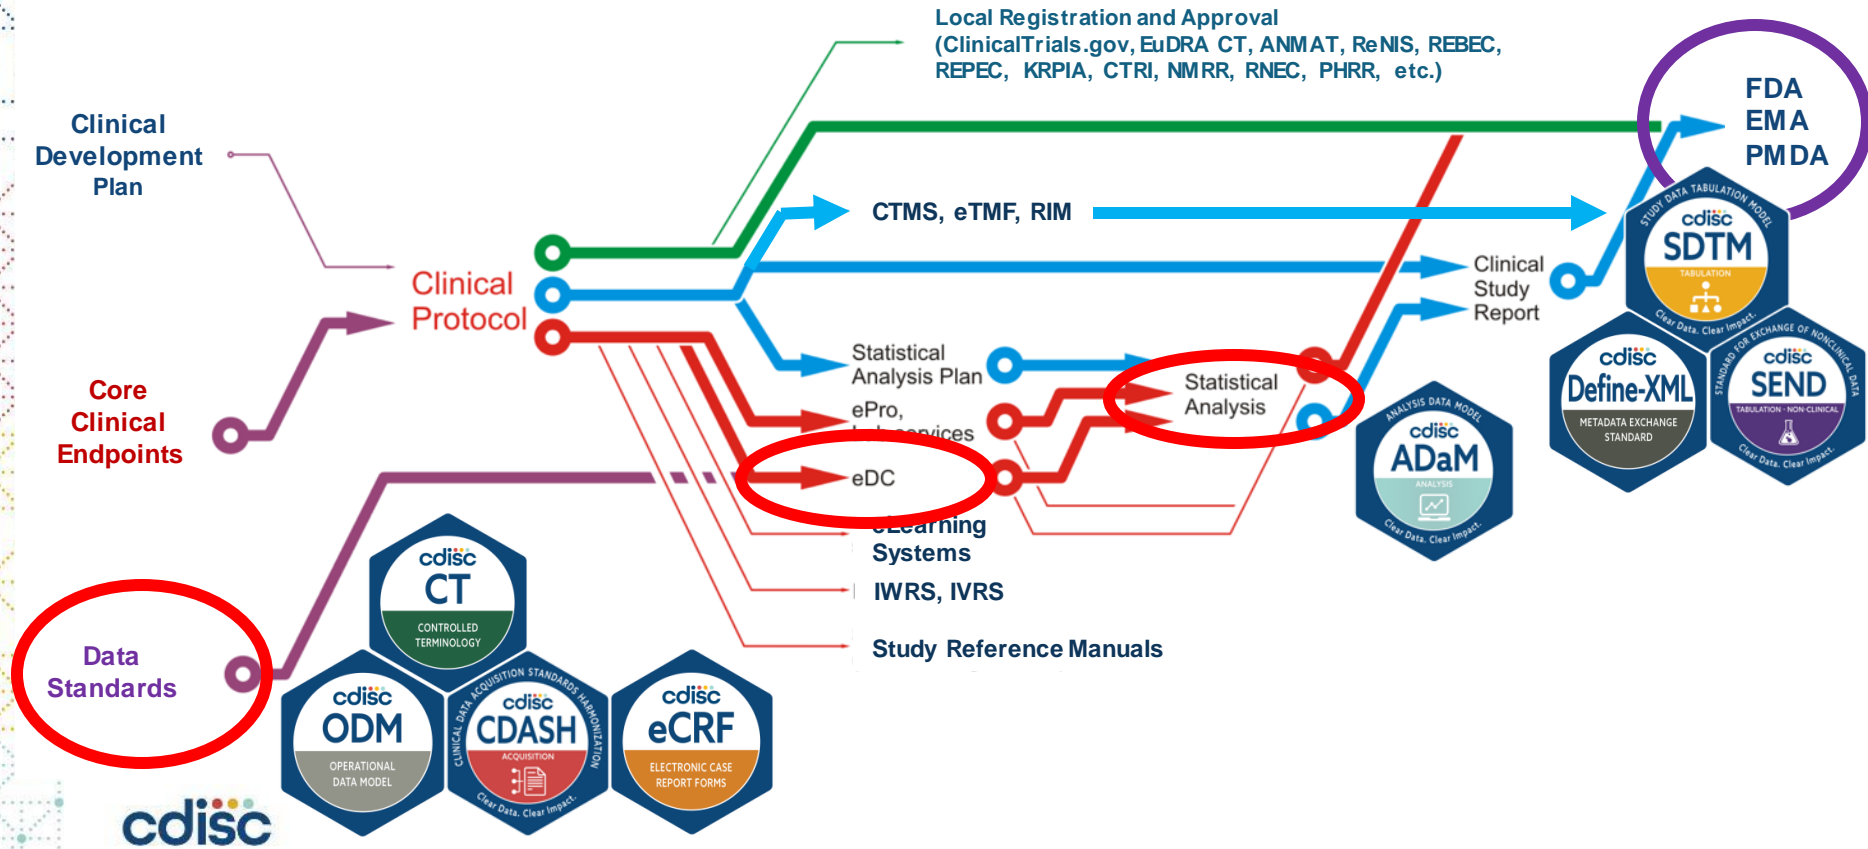 Local Registration and Approval
(ClinicalTrials.gov, EuDRA CT, ANMAT, ReNIS, REBEC,
REPEC, KRPIA, CTRI, NMRR, RNEC, PHRR, etc.)
FDA
EMA
PMDA
Clinical
Development
Plan
CTMS, eTMF, RIM
STUDY DATA TABULATION MODEL
cdisc
SDTM
TABULATION
Clear Data. Clear Impact.
Clinical
Protocol
Clinical
Study
Report
Statistical
Analysis Plan
ePro,
services
eDC
Statistical
Analysis
Core
Clinical
Endpoints
cdisc
Define-XML
METADATA EXCHANGE
STANDARD
STANDARD FOR EXCHANGE OF NONCLINICAL DATA
cdisc
SEND
TABULATION - NON-CLINICAL
Clear Data. Clear Impact.
ANALYSIS DATA MODEL
cdisc
ADaM
ANALYSIS
Clear Data. Clear Impact.
eLearning
Systems
IWRS, IVRS
Study Reference Manuals
cdisc
CT
CONTROLLED
TERMINOLOGY
Data
Standards
cdisc
ODM
OPERATIONAL
DATA MODEL
CLINICAL DATA ACQUISITION STANDARDS HARMONIZATION
cdisc
CDASH
ACQUISITION
Clear Data. Clear Impact.
cdisc
eCRF
ELECTRONIC CASE
REPORT FORMS
cdisc